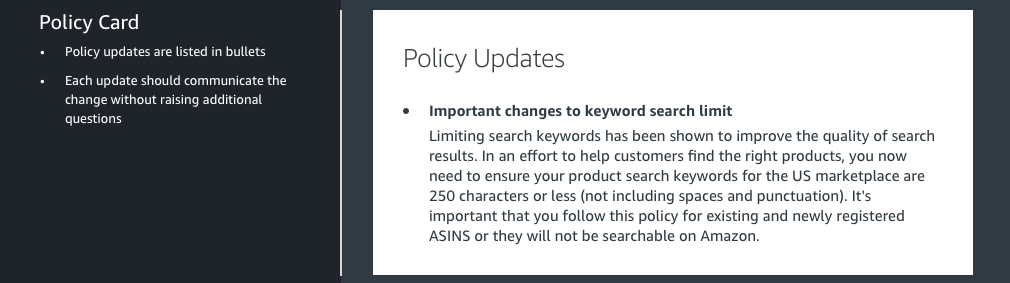 Policy Card
• Policy updates are listed in bullets
• Each update should communicate the
change without raising additional
questions
Policy Updates
• Important changes to keyword search limit
Limiting search keywords has been shown to improve the quality of search
results. In an effort to help customers find the right products, you now
need to ensure your product search keywords for the US marketplace are
250 characters or less (not including spaces and punctuation). It's
important that you follow this policy for existing and newly registered
ASINS or they will not be searchable on Amazon.